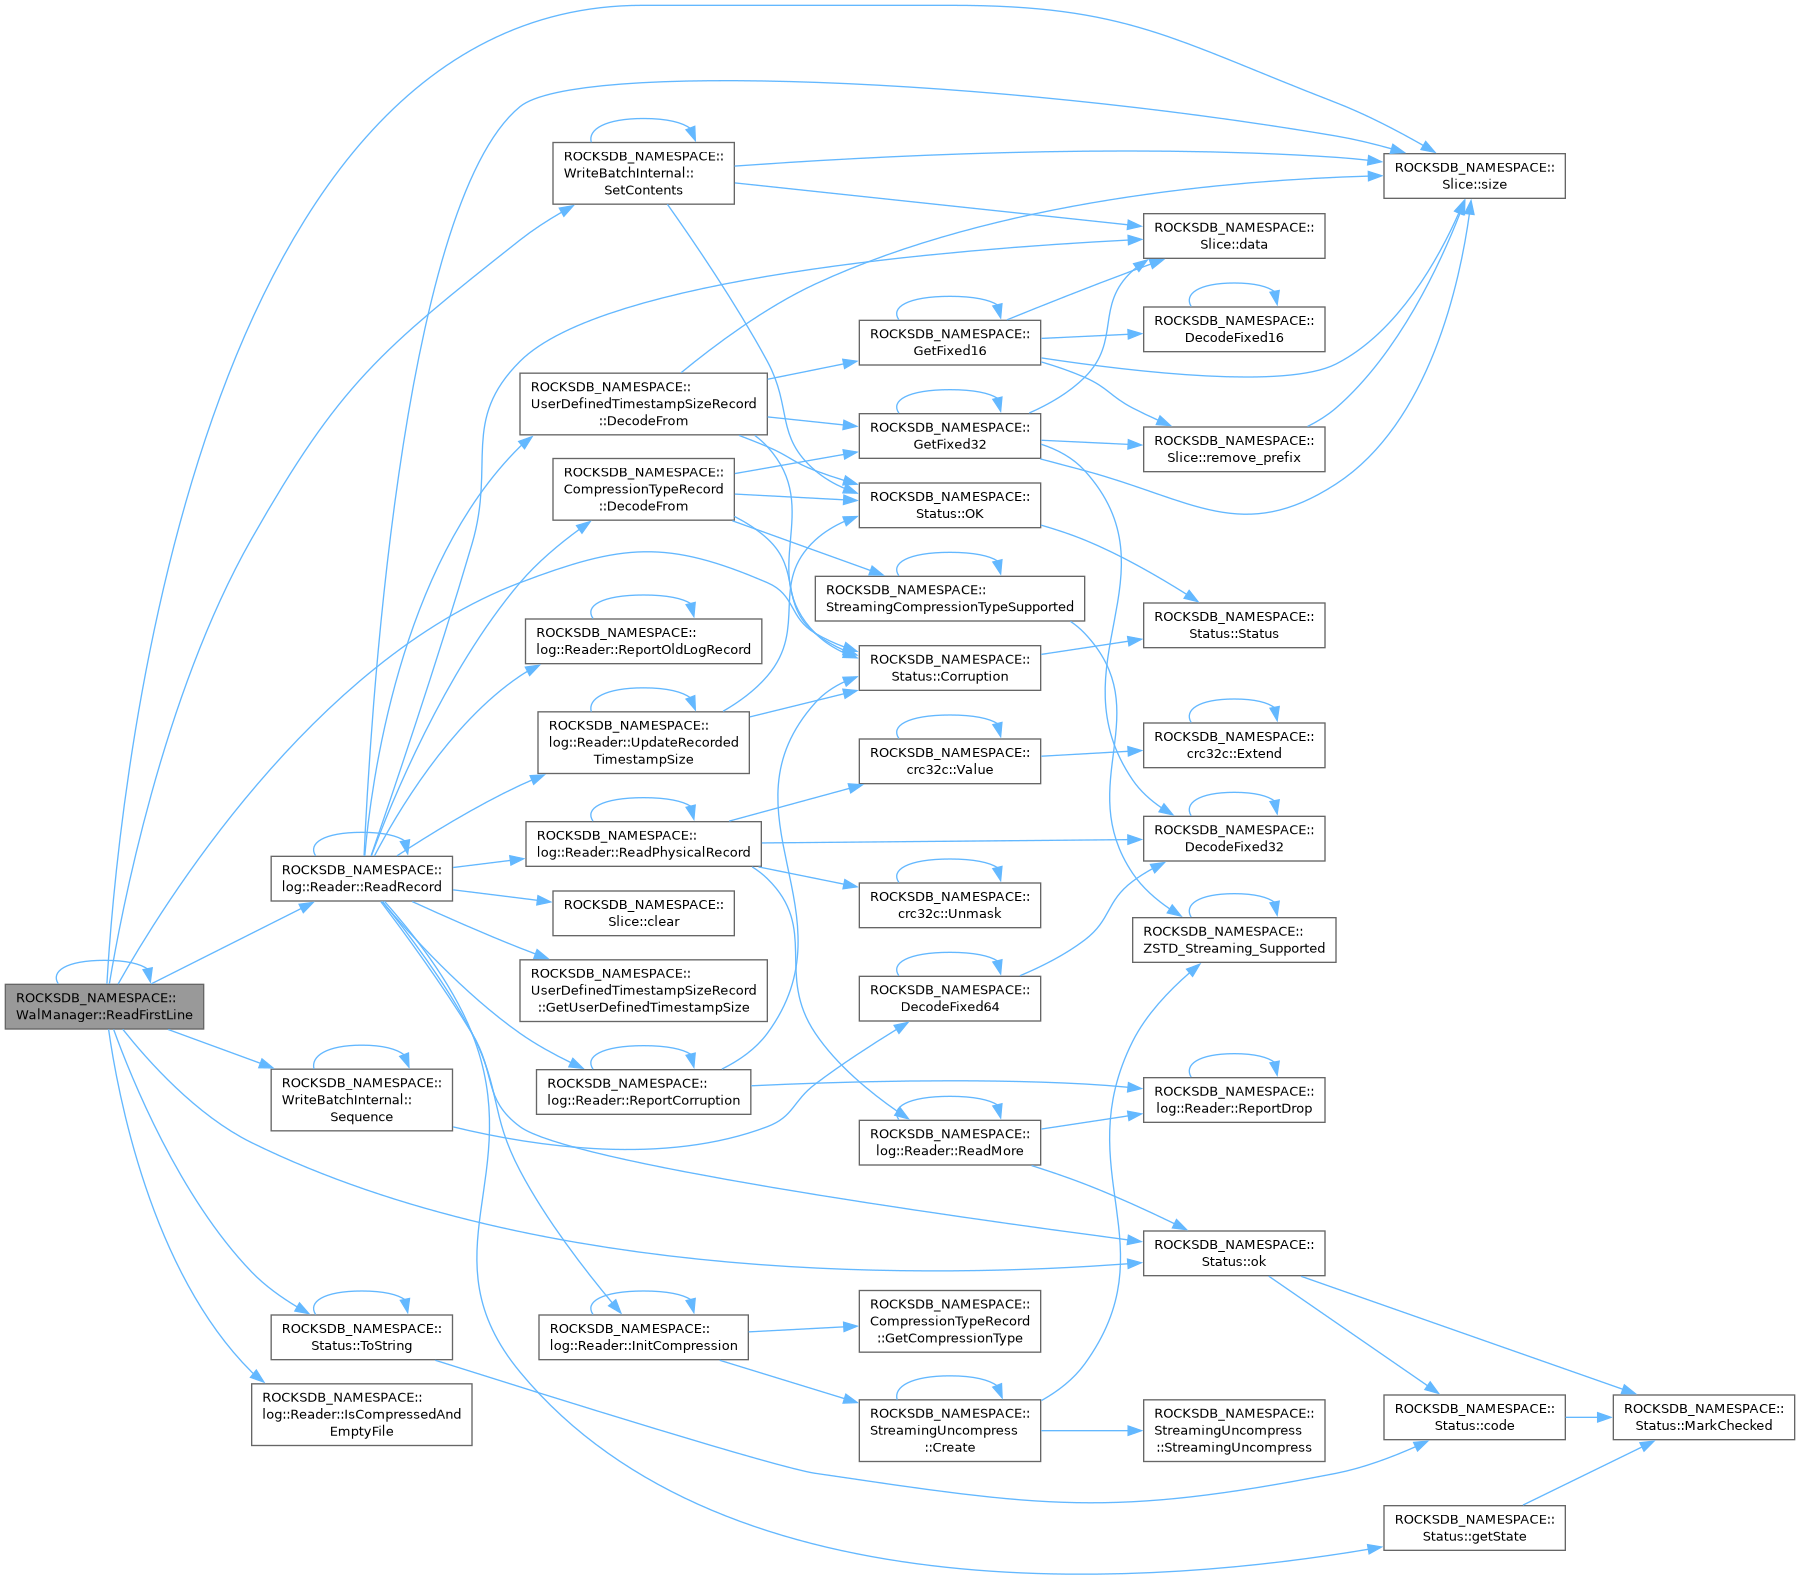 ROCKSDB_NAMESPACE::
WalManager::ReadFirstLine
ROCKSDB_NAMESPACE::
log::Reader::ReadRecord
ROCKSDB_NAMESPACE::
WriteBatchInternal::
Sequence
ROCKSDB_NAMESPACE::
Status::ToString
ROCKSDB_NAMESPACE::
log::Reader::IsCompressedAnd
EmptyFile
ROCKSDB_NAMESPACE::
WriteBatchInternal::
SetContents
ROCKSDB_NAMESPACE::
UserDefinedTimestampSizeRecord
::DecodeFrom
ROCKSDB_NAMESPACE::
CompressionTypeRecord
::DecodeFrom
ROCKSDB_NAMESPACE::
log::Reader::ReportOldLogRecord
ROCKSDB_NAMESPACE::
log::Reader::UpdateRecorded
TimestampSize
ROCKSDB_NAMESPACE::
log::Reader::ReadPhysicalRecord
ROCKSDB_NAMESPACE::
Slice::clear
ROCKSDB_NAMESPACE::
UserDefinedTimestampSizeRecord
::GetUserDefinedTimestampSize
ROCKSDB_NAMESPACE::
log::Reader::ReportCorruption
ROCKSDB_NAMESPACE::
log::Reader::InitCompression
ROCKSDB_NAMESPACE::
GetFixed16
ROCKSDB_NAMESPACE::
GetFixed32
ROCKSDB_NAMESPACE::
Status::OK
ROCKSDB_NAMESPACE::
StreamingCompressionTypeSupported
ROCKSDB_NAMESPACE::
Status::Corruption
ROCKSDB_NAMESPACE::
crc32c::Value
ROCKSDB_NAMESPACE::
crc32c::Unmask
ROCKSDB_NAMESPACE::
DecodeFixed64
ROCKSDB_NAMESPACE::
log::Reader::ReadMore
ROCKSDB_NAMESPACE::
CompressionTypeRecord
::GetCompressionType
ROCKSDB_NAMESPACE::
StreamingUncompress
::Create
ROCKSDB_NAMESPACE::
Slice::data
ROCKSDB_NAMESPACE::
DecodeFixed16
ROCKSDB_NAMESPACE::
Slice::remove_prefix
ROCKSDB_NAMESPACE::
Status::Status
ROCKSDB_NAMESPACE::
crc32c::Extend
ROCKSDB_NAMESPACE::
DecodeFixed32
ROCKSDB_NAMESPACE::
ZSTD_Streaming_Supported
ROCKSDB_NAMESPACE::
log::Reader::ReportDrop
ROCKSDB_NAMESPACE::
Status::ok
ROCKSDB_NAMESPACE::
StreamingUncompress
::StreamingUncompress
ROCKSDB_NAMESPACE::
Slice::size
ROCKSDB_NAMESPACE::
Status::code
ROCKSDB_NAMESPACE::
Status::getState
ROCKSDB_NAMESPACE::
Status::MarkChecked